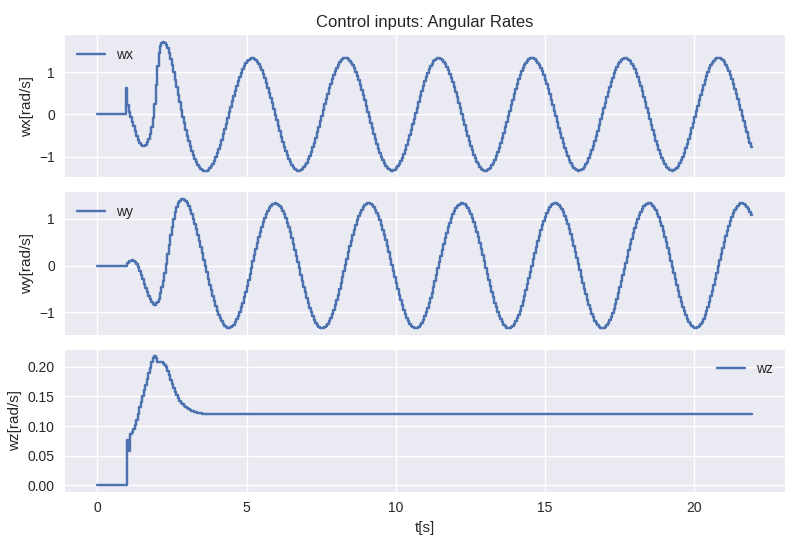 Control inputs: Angular Rates
wx
wx[rad/s]
1
0
−1
wy
wy[rad/s]
1
0
−1
wz
wz[rad/s]
0.20
0.15
0.10
0.05
0.00
0 5 10 15 20
t[s]